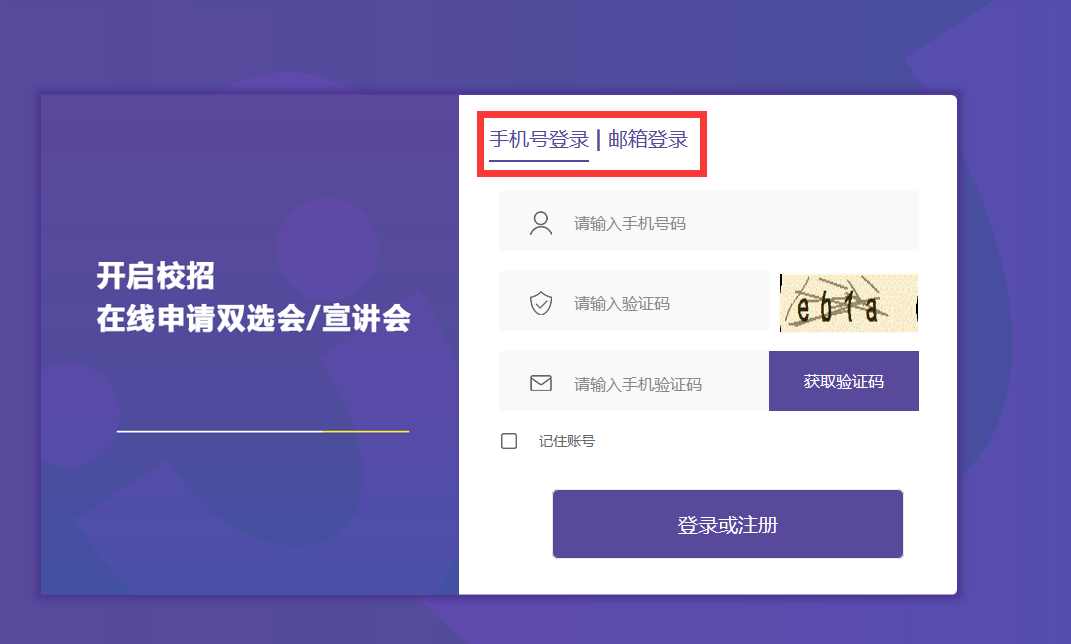 开启校招
在线申请双选会/宣讲会
手机号登录 | 邮箱登录
请输入手机号码
请输入验证码
eb1a
请输入手机验证码
获取验证码
记住账号
登录或注册